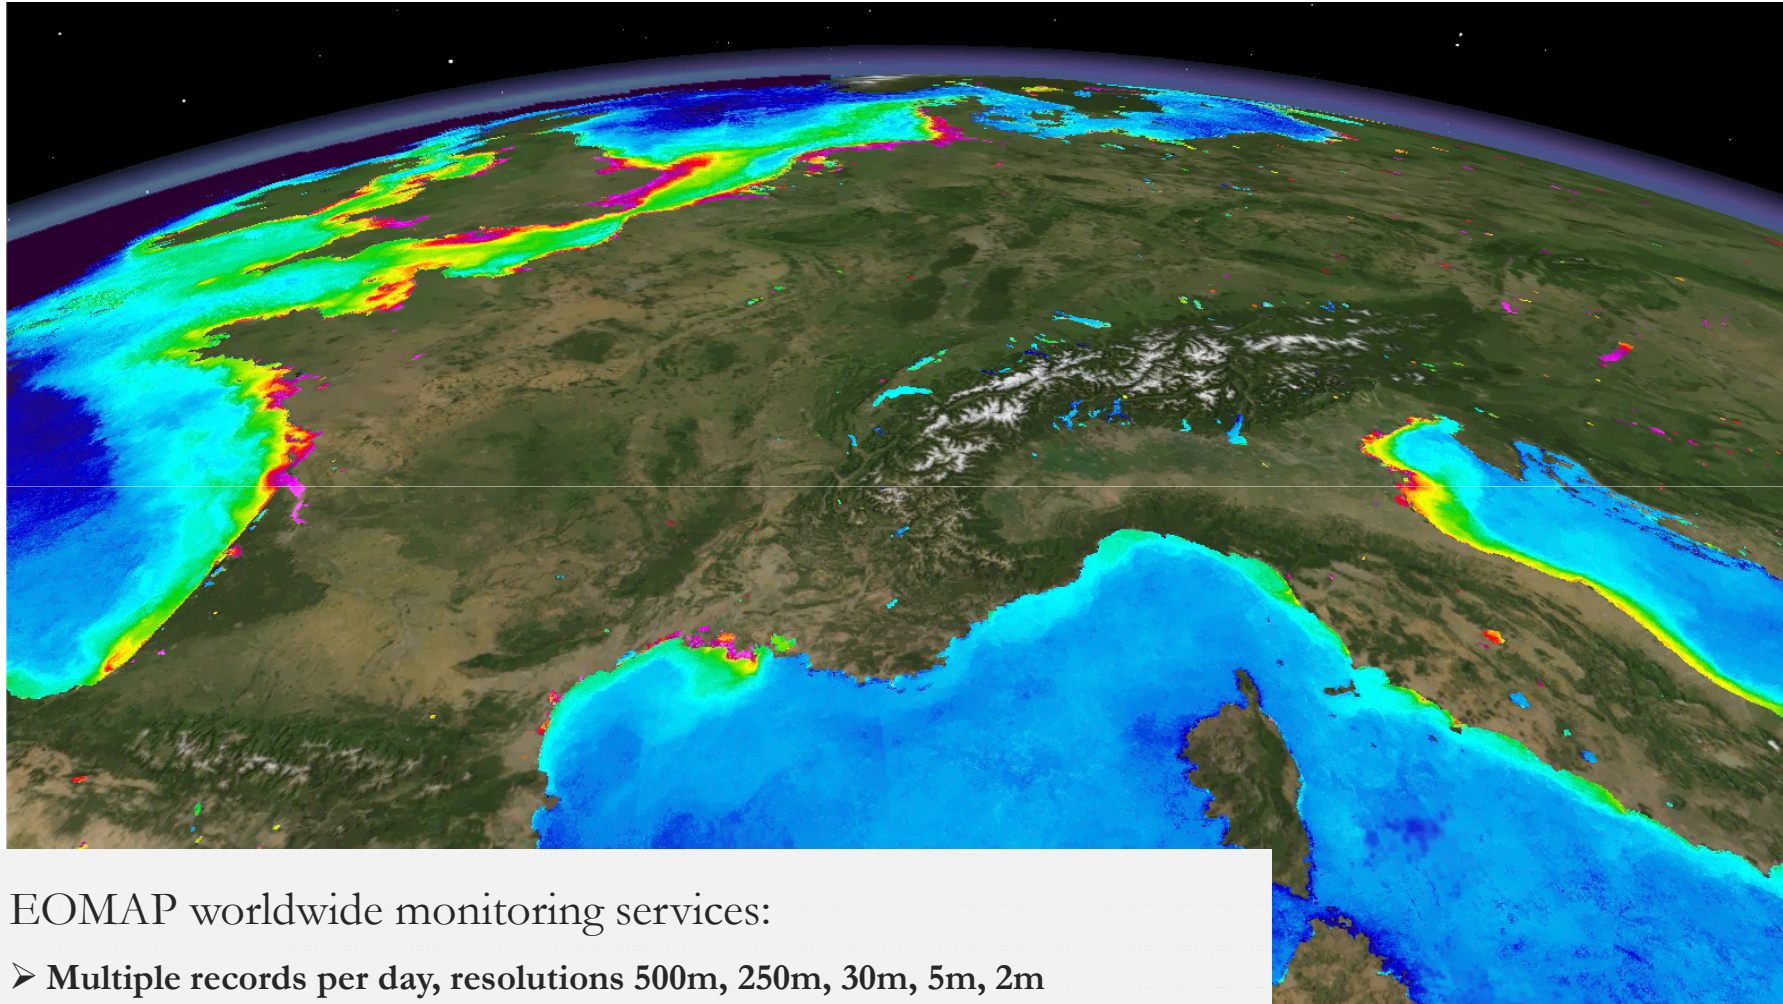 EOMAP worldwide monitoring services:
➢ Multiple records per day, resolutions 500m, 250m, 30m, 5m, 2m